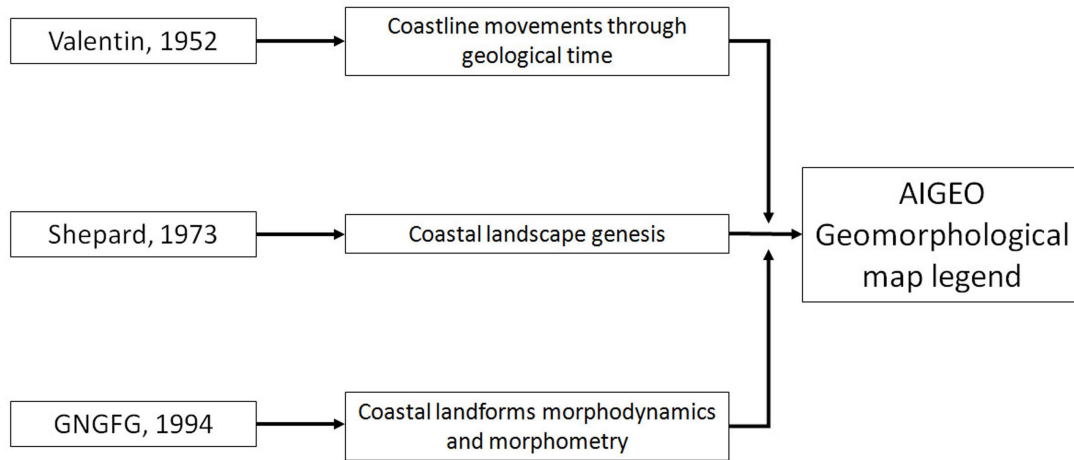 Valentin, 1952
Coastline movements through
geological time
Shepard, 1973
Coastal landscape genesis
AIGEO
Geomorphological
map legend
GNGFG, 1994
Coastal landforms morphodynamics
and morphometry